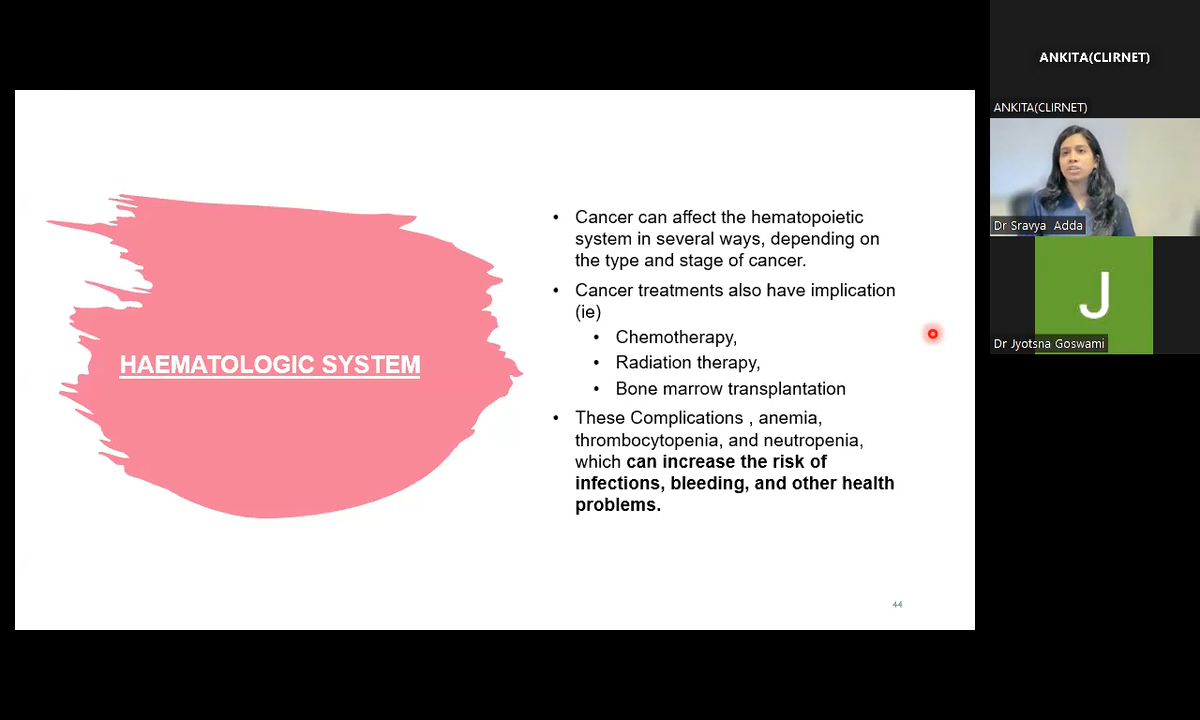 HAEMATOLOGIC SYSTEM
• Cancer can affect the hematopoietic
system in several ways, depending on
the type and stage of cancer.
• Cancer treatments also have implication
(ie)
• Chemotherapy,
• Radiation therapy,
• Bone marrow transplantation
• These Complications , anemia,
thrombocytopenia, and neutropenia,
which can increase the risk of
infections, bleeding, and other health
problems.
44
ANKITA(CLIRNET)
ANKITA(CLIRNET)
Dr Sravya Adda
J
Dr Jyotsna Goswami